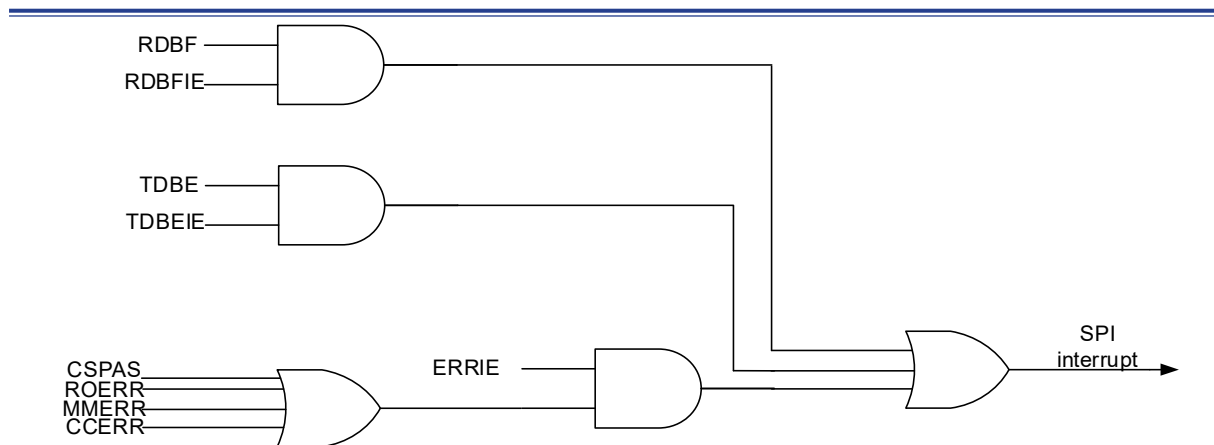 RDBF
RDBFIE
TDBE
TDBEIE
CSPAS
ROERR
MMERR
CCERR
ERRIE
SPI
interrupt